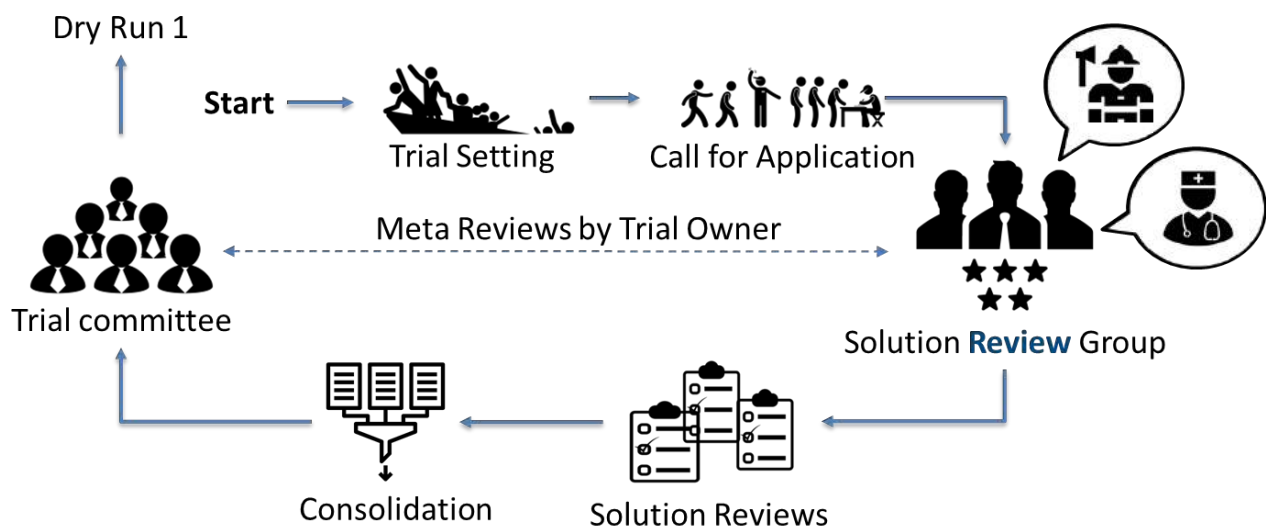 Dry Run 1
Start
Trial Setting
Call for Application
Meta Reviews by Trial Owner
Trial committee
Solution Review Group
Consolidation
Solution Reviews